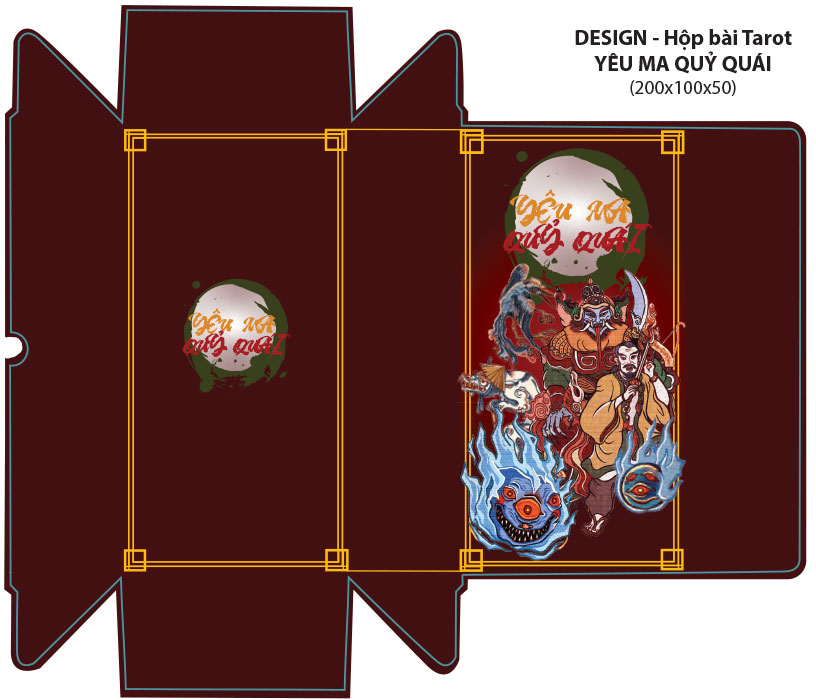 DESIGN - Hộp bài Tarot
YÊU MA QUỶ QUÁI
(200x100x50)
YÊU MA
QUỶ QUÁI
YÊU MA
QUỶ QUÁI